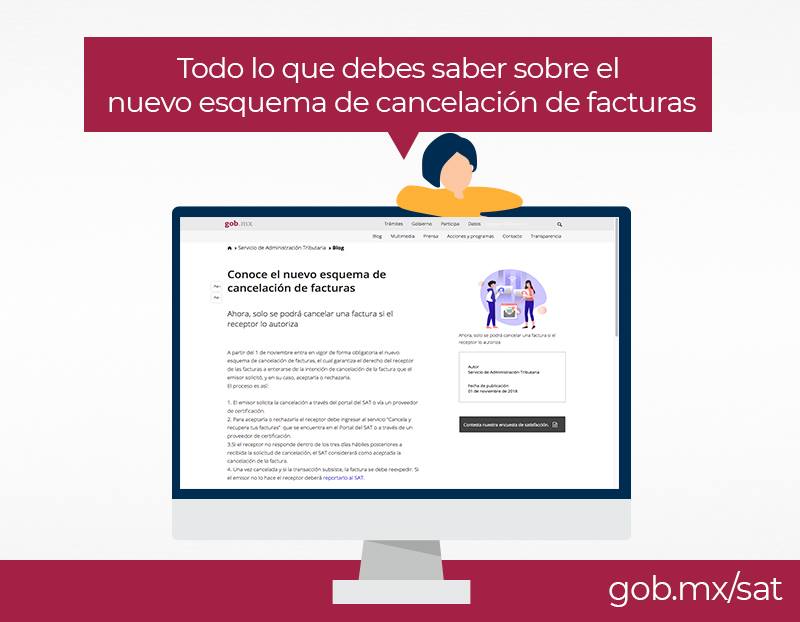 Todo lo que debes saber sobre el
nuevo esquema de cancelación de facturas
gob.mx
Trámites Gobierno Participa Datos
Blog Multimedia Prensa Acciones y programas Contacto Transparencia
Servicio de Administración Tributaria Blog
Conoce el nuevo esquema de
cancelación de facturas
Ahora, solo se podrá cancelar una factura si el
receptor lo autoriza
A partir del 1 de noviembre entra en vigor de forma obligatoria el nuevo
esquema de cancelación de facturas, el cual garantiza el derecho del receptor
de las facturas a enterarse de la intención de cancelación de la factura que el
emisor solicitó, y en su caso, aceptarla o rechazarla.
El proceso es así:
1. El emisor solicita la cancelación a través del portal del SAT o vía un proveedor
de certificación.
2. Para aceptarla o rechazarla el receptor debe ingresar al servicio "Cancela y
recupera tus facturas" que se encuentra en el Portal del SAT o a través de un
proveedor de certificación.
3.Si el receptor no responde dentro de los tres días hábiles posteriores a
recibida la solicitud de cancelación, el SAT considerará como aceptada la
cancelación de la factura.
4. Una vez cancelada y si la transacción subsiste, la factura se debe reexpedir. Si
el emisor no lo hace el receptor deberá reportarlo al SAT.
Ahora, solo se podrá cancelar una factura si el
receptor lo autoriza
Autor
Servicio de Administración Tributaria
Fecha de publicación
01 de noviembre de 2018
Contesta nuestra encuesta de satisfacción.
gob.mx/sat